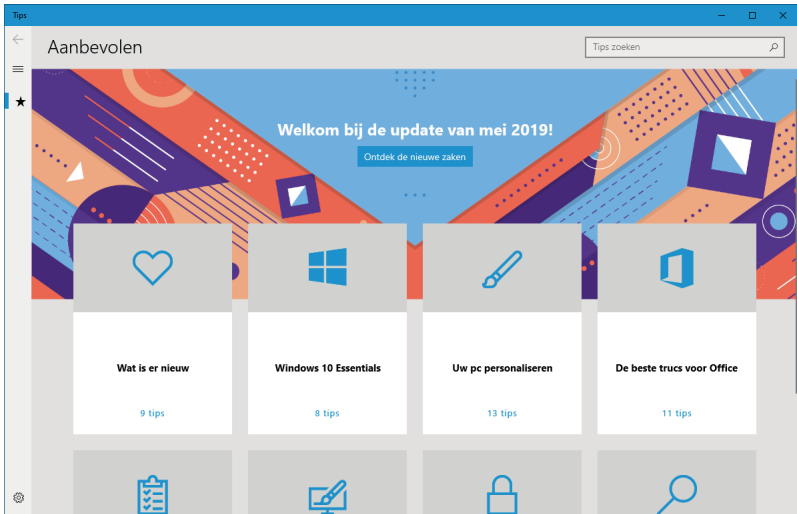 Tips
Aanbevolen
Tips zoeken
Welkom bij de update van mei 2019!
Ontdek de nieuwe zaken
Wat is er nieuw
Windows 10 Essentials
Uw pc personaliseren
De beste trucs voor Office
9 tips
8 tips
13 tips
11 tips